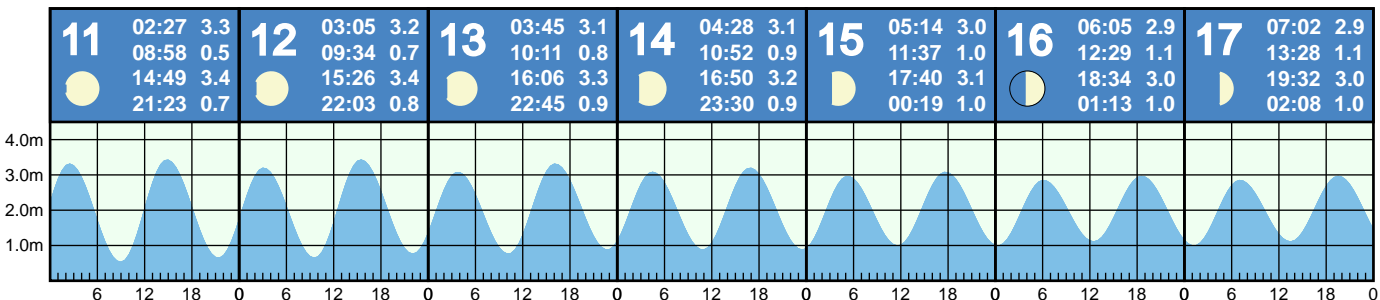 11 02:27 3.3 12 03:05 3.2 13 03:45 3.1 14 04:28 3.1 15 05:14 3.0 16 06:05 2.9 17 07:02 2.9
08:58 0.5 09:34 0.7 10:11 0.8 10:52 0.9 11:37 1.0 12:29 1.1 13:28 1.1
14:49 3.4 15:26 3.4 16:06 3.3 16:50 3.2 17:40 3.1 18:34 3.0 19:32 3.0
21:23 0.7 22:03 0.8 22:45 0.9 23:30 0.9 00:19 1.0 01:13 1.0 02:08 1.0
4.0m
3.0m
2.0m
1.0m
6 12 18 0 6 12 18 0 6 12 18 0 6 12 18 0 6 12 18 0 6 12 18 0 6 12 18 0